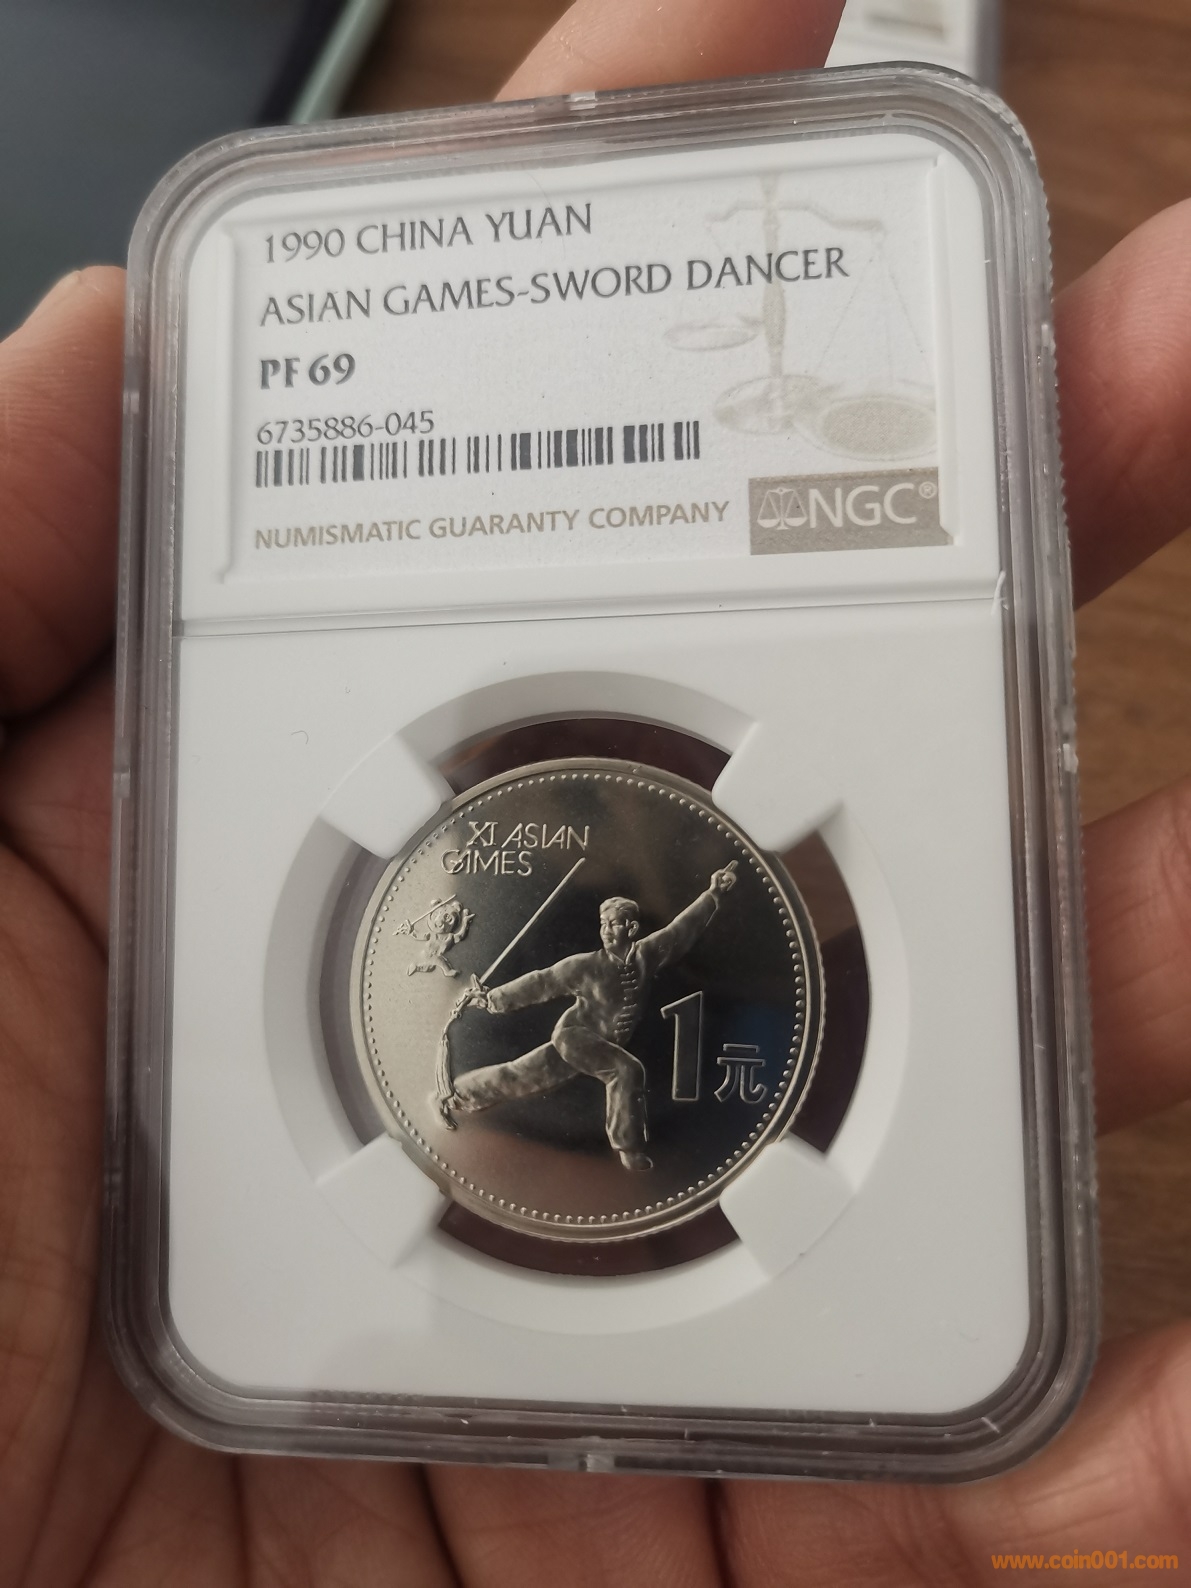 1990 CHINA YUAN
ASIAN GAMES-SWORD DANCER
PF 69
6735886-045
NUMISMATIC GUARANTY COMPANY
NGC®
XI ASIAN
GAMES
1元
www.coin001.com